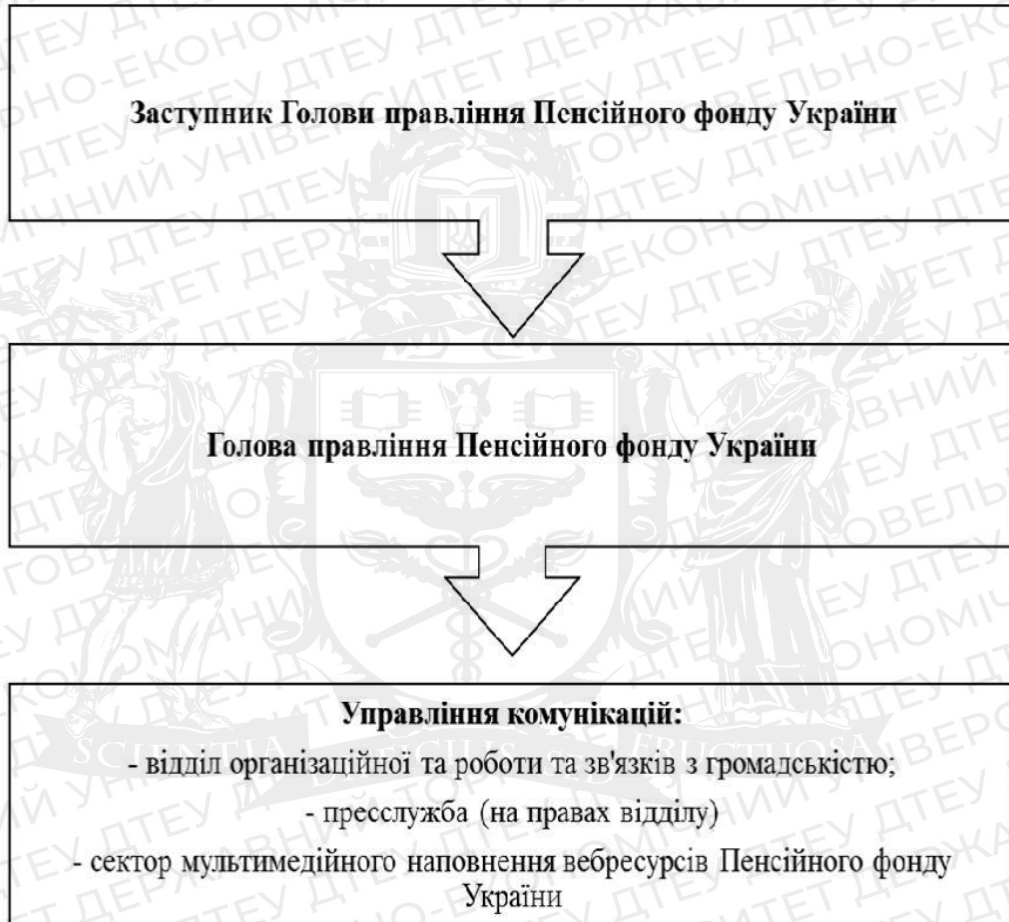 Заступник Голови правління Пенсійного фонду України
Голова правління Пенсійного фонду України
Управління комунікацій:
- відділ організаційної та роботи та зв'язків з громадськістю;
- пресслужба (на правах відділу)
- сектор мультимедійного наповнення вебресурсів Пенсійного фонду
України